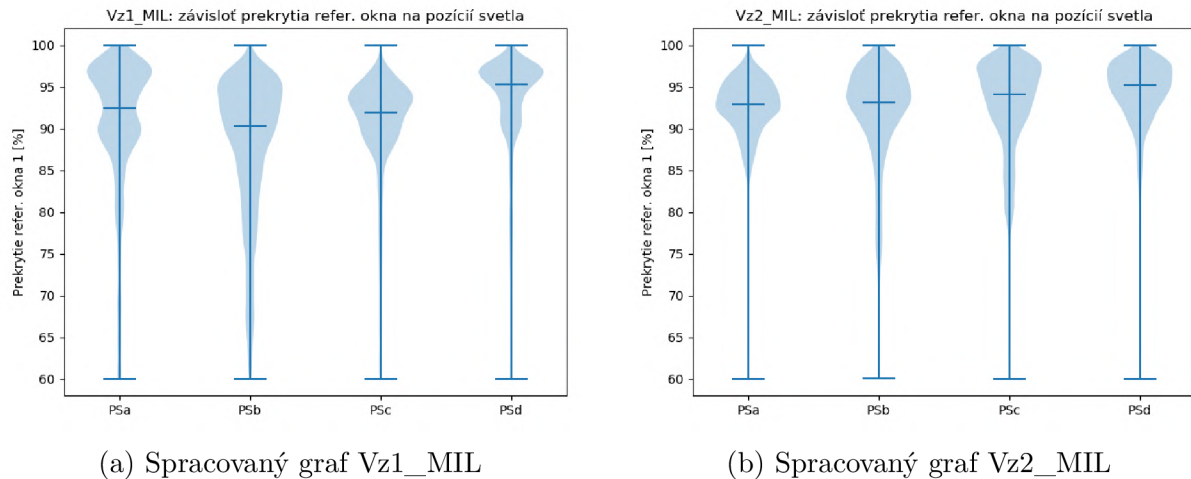 Vz1_MIL: závisloť prekrytia refer. okna na pozícií svetla
Prekrytie refer. okna 1 [%]
100
95
90
85
80
75
70
65
60
PSa PSb PSc PSd
(a) Spracovaný graf Vz1_MIL
Vz2_MIL: závisloť prekrytia refer. okna na pozícií svetla
Prekrytie refer. okna 1 [%]
100
95
90
85
80
75
70
65
60
PSa PSb PSc PSd
(b) Spracovaný graf Vz2_MIL